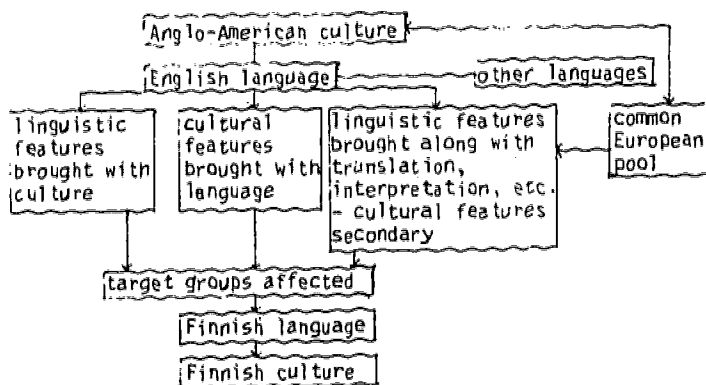 Anglo-American culture
English language
other languages
linguistic
features
brought with
culture
cultural
features
brought with
language
linguistic features
brought along with
translation,
interpretation, etc.
- cultural features
secondary
common
European
pool
target groups affected
Finnish language
Finnish culture